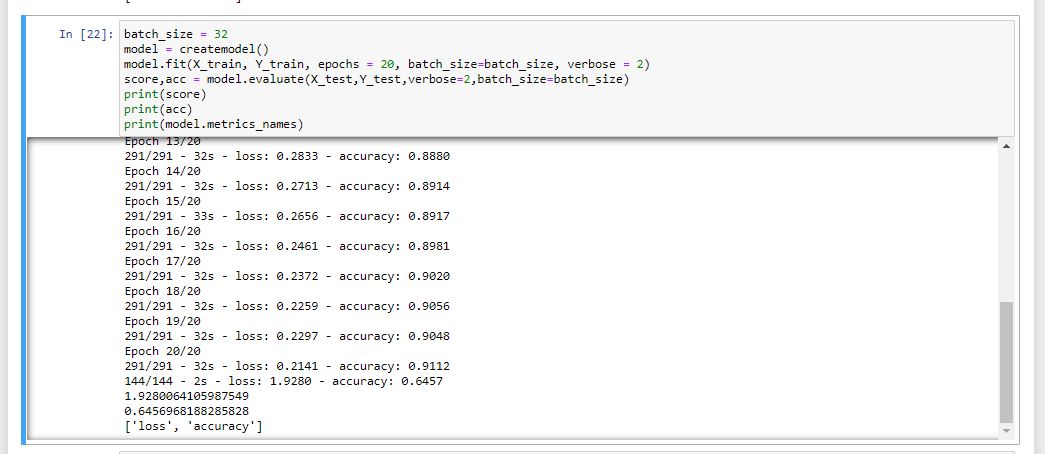 In [22]: batch_size = 32
model = createmodel()
model.fit(X_train, Y_train, epochs = 20, batch_size=batch_size, verbose = 2)
score,acc = model.evaluate(X_test,Y_test,verbose=2,batch_size=batch_size)
print(score)
print(acc)
print(model.metrics_names)
Epoch 13/20
291/291 - 32s - loss: 0.2833 - accuracy: 0.8880
Epoch 14/20
291/291 - 32s - loss: 0.2713 - accuracy: 0.8914
Epoch 15/20
291/291 - 33s - loss: 0.2656 - accuracy: 0.8917
Epoch 16/20
291/291 - 32s - loss: 0.2461 - accuracy: 0.8981
Epoch 17/20
291/291 - 32s - loss: 0.2372 - accuracy: 0.9020
Epoch 18/20
291/291 - 32s - loss: 0.2259 - accuracy: 0.9056
Epoch 19/20
291/291 - 32s - loss: 0.2297 - accuracy: 0.9048
Epoch 20/20
291/291 - 32s - loss: 0.2141 - accuracy: 0.9112
144/144 - 2s - loss: 1.9280 - accuracy: 0.6457
1.9280064105987549
0.6456968188285828
['loss', 'accuracy']